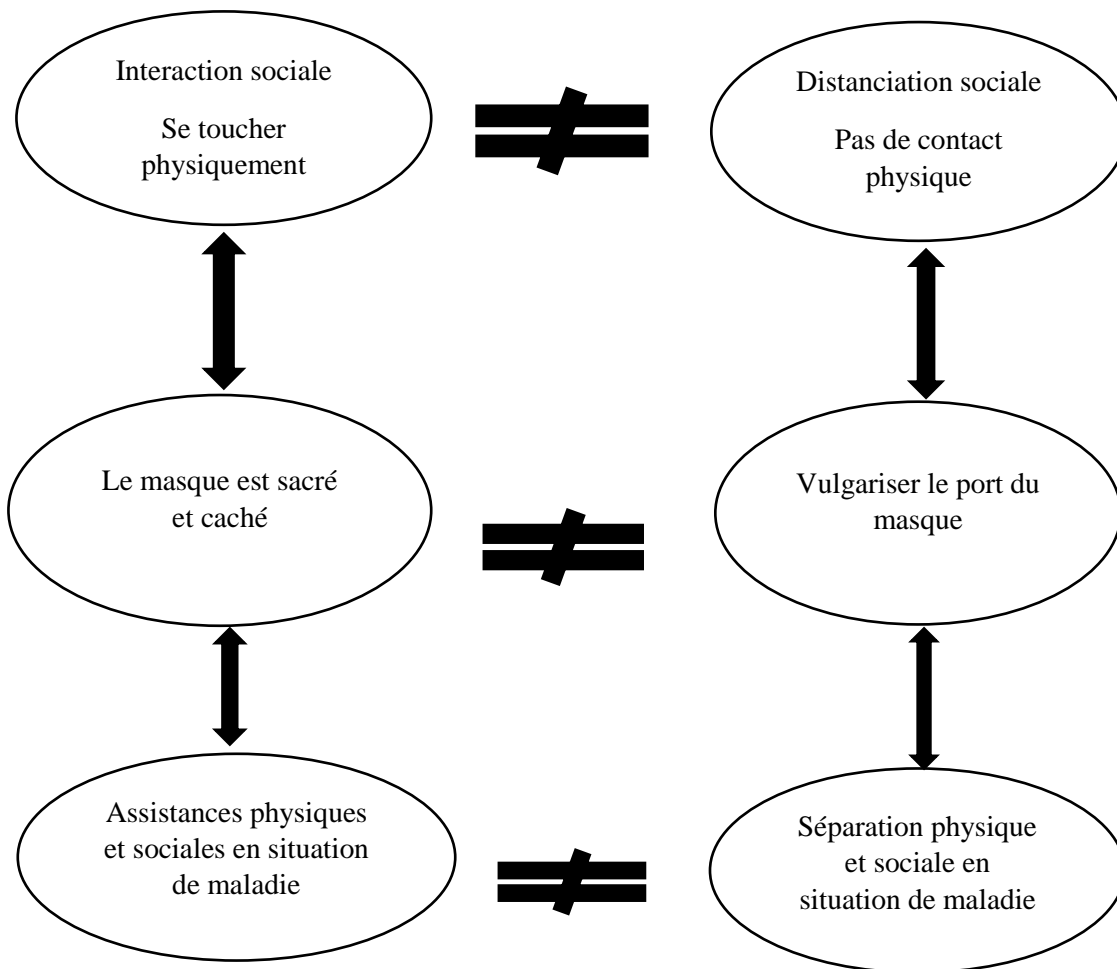 Interaction sociale
Se toucher
physiquement
Distanciation sociale
Pas de contact
physique
Le masque est sacré
et caché
Vulgariser le port du
masque
Assistances physiques
et sociales en situation
de maladie
Séparation physique
et sociale en
situation de maladie